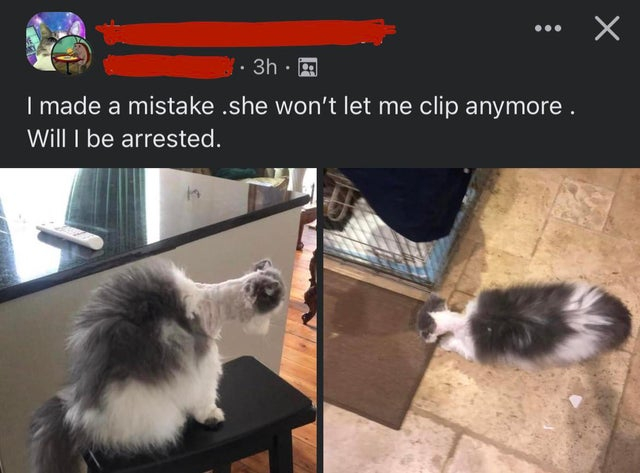 · 3h ·
I made a mistake .she won't let me clip anymore .
Will I be arrested.